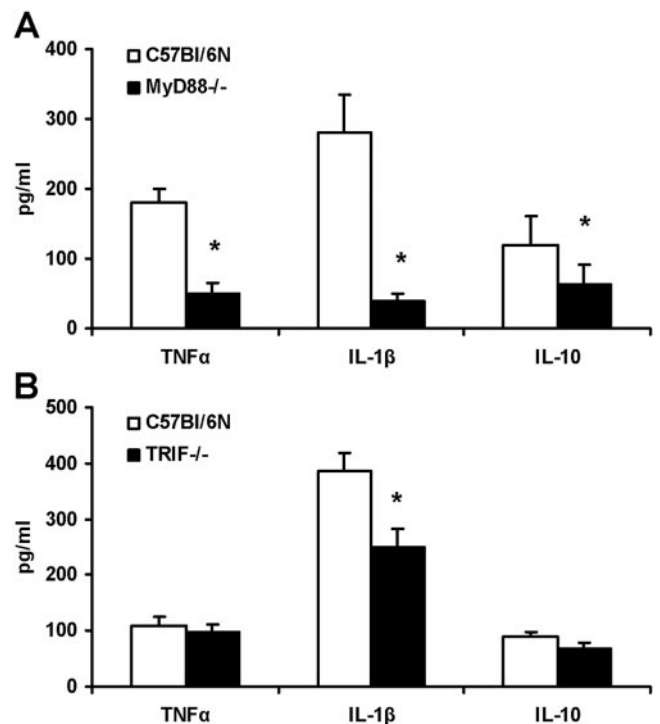 A
400
C57Bl/6N
MyD88-/-
300
200
100
0
pg/ml
*
*
*
TNFα
IL-1β
IL-10
B
500
C57Bl/6N
TRIF-/-
400
300
200
100
0
pg/ml
*
TNFα
IL-1β
IL-10